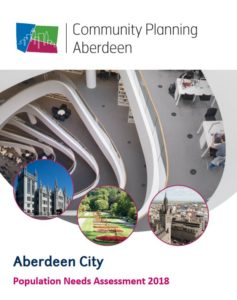 Community Planning
Aberdeen
Aberdeen City
Population Needs Assessment 2018